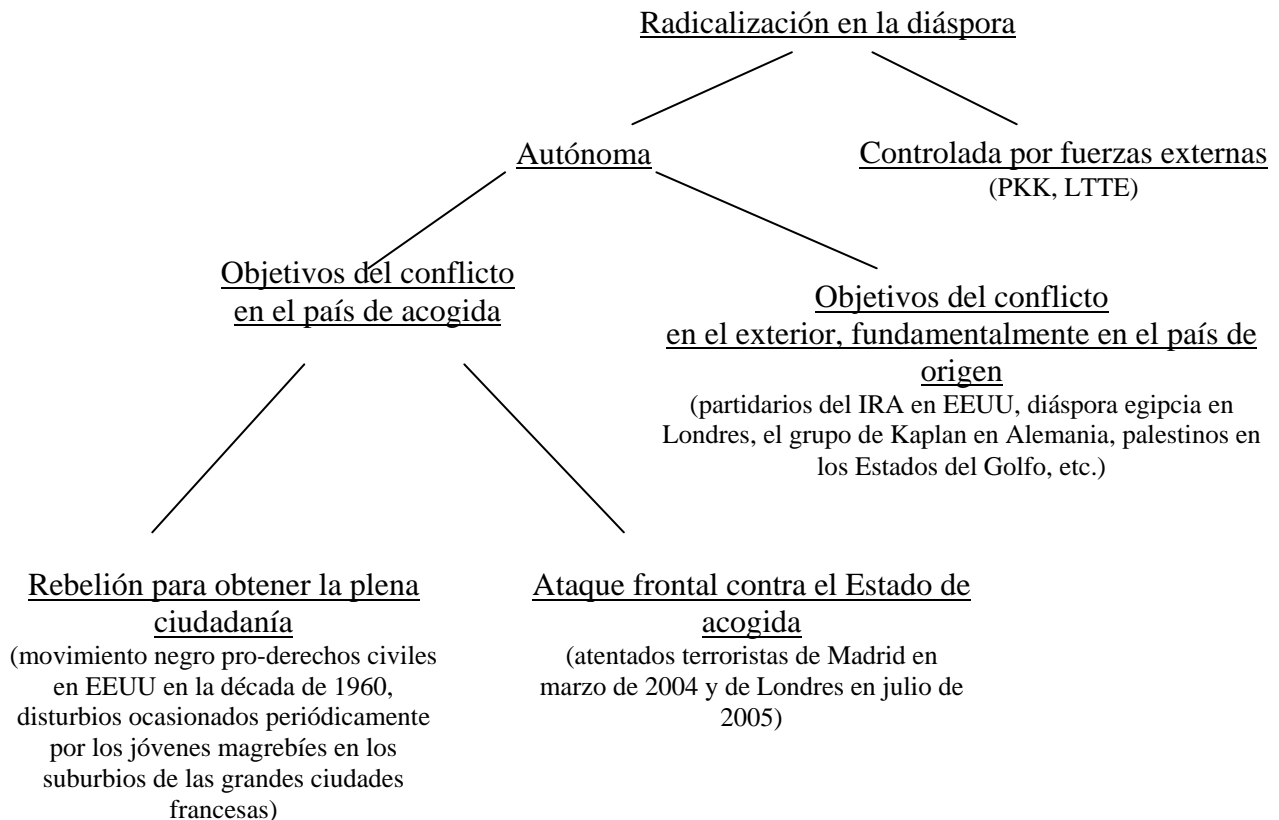 Radicalización en la diáspora
Autónoma
Controlada por fuerzas externas
(PKK, LTTE)
Objetivos del conflicto
en el país de acogida
Objetivos del conflicto
en el exterior, fundamentalmente en el país de
origen
(partidarios del IRA en EEUU, diáspora egipcia en
Londres, el grupo de Kaplan en Alemania, palestinos en
los Estados del Golfo, etc.)
Rebelión para obtener la plena
ciudadanía
(movimiento negro pro-derechos civiles
en EEUU en la década de 1960,
disturbios ocasionados periódicamente
por los jóvenes magrebíes en los
suburbios de las grandes ciudades
francesas)
Ataque frontal contra el Estado de
acogida
(atentados terroristas de Madrid en
marzo de 2004 y de Londres en julio de
2005)